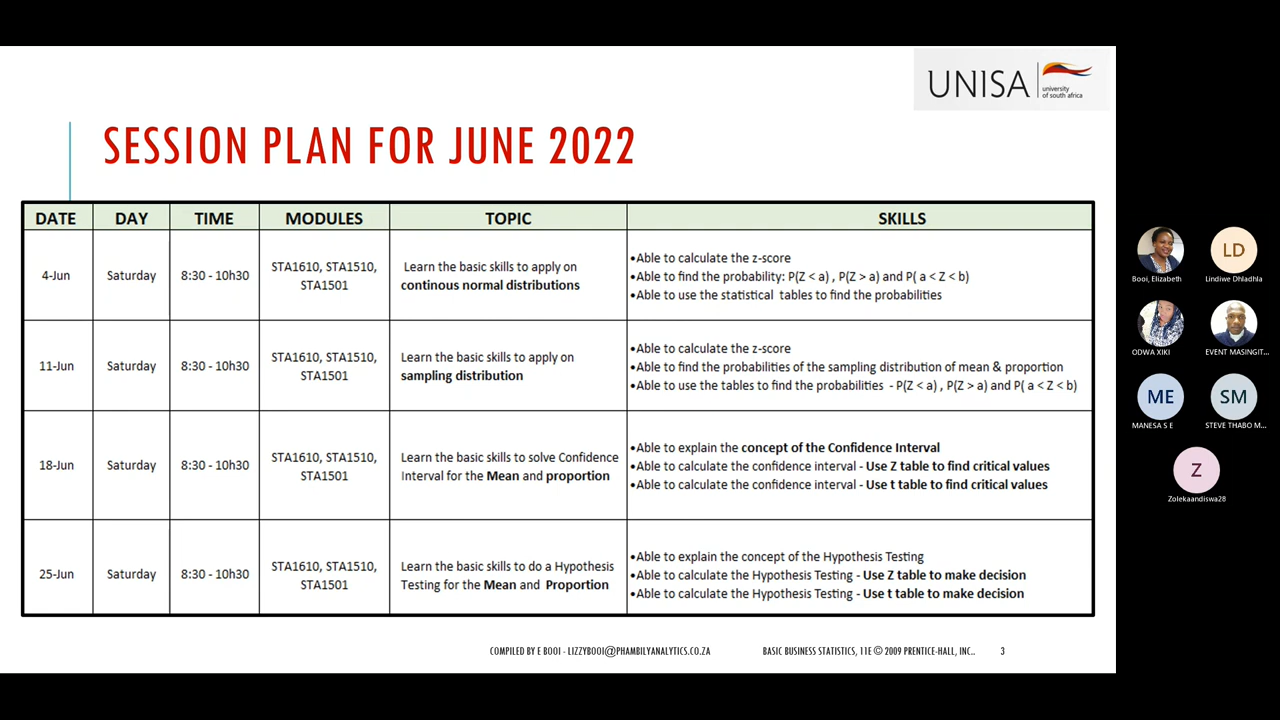 UNISA
university
of south africa
SESSION PLAN FOR JUNE 2022
DATE DAY TIME MODULES TOPIC SKILLS
4-Jun Saturday 8:30 - 10h30
STA1610, STA1510,
STA1501
Learn the basic skills to apply on
continous normal distributions
•Able to calculate the z-score
•Able to find the probability: P(Z < a) , P(Z > a) and P( a < Z < b)
•Able to use the statistical tables to find the probabilities
11-Jun Saturday 8:30 - 10h30
STA1610, STA1510,
STA1501
Learn the basic skills to apply on
sampling distribution
•Able to calculate the z-score
•Able to find the probabilities of the sampling distribution of mean & proportion
•Able to use the tables to find the probabilities - P(Z < a) , P(Z > a) and P( a < Z < b)
18-Jun Saturday 8:30 - 10h30
STA1610, STA1510,
STA1501
Learn the basic skills to solve Confidence
Interval for the Mean and proportion
•Able to explain the concept of the Confidence Interval
•Able to calculate the confidence interval - Use Z table to find critical values
•Able to calculate the confidence interval - Use t table to find critical values
25-Jun Saturday 8:30 - 10h30
STA1610, STA1510,
STA1501
Learn the basic skills to do a Hypothesis
Testing for the Mean and Proportion
•Able to explain the concept of the Hypothesis Testing
•Able to calculate the Hypothesis Testing - Use Z table to make decision
•Able to calculate the Hypothesis Testing - Use t table to make decision
COMPILED BY E BOOI - LIZZYBOOI@PHAMBILYANALYTICS.CO.ZA
BASIC BUSINESS STATISTICS, 11E © 2009 PRENTICE-HALL, INC..
3
Booi, Elizabeth
LD
Lindiwe Dhladhla
ODWA XIKI
EVENT MASINGIT...
ME
MANESA S E
SM
STEVE THABO M...
Z
Zolekaandiswa28